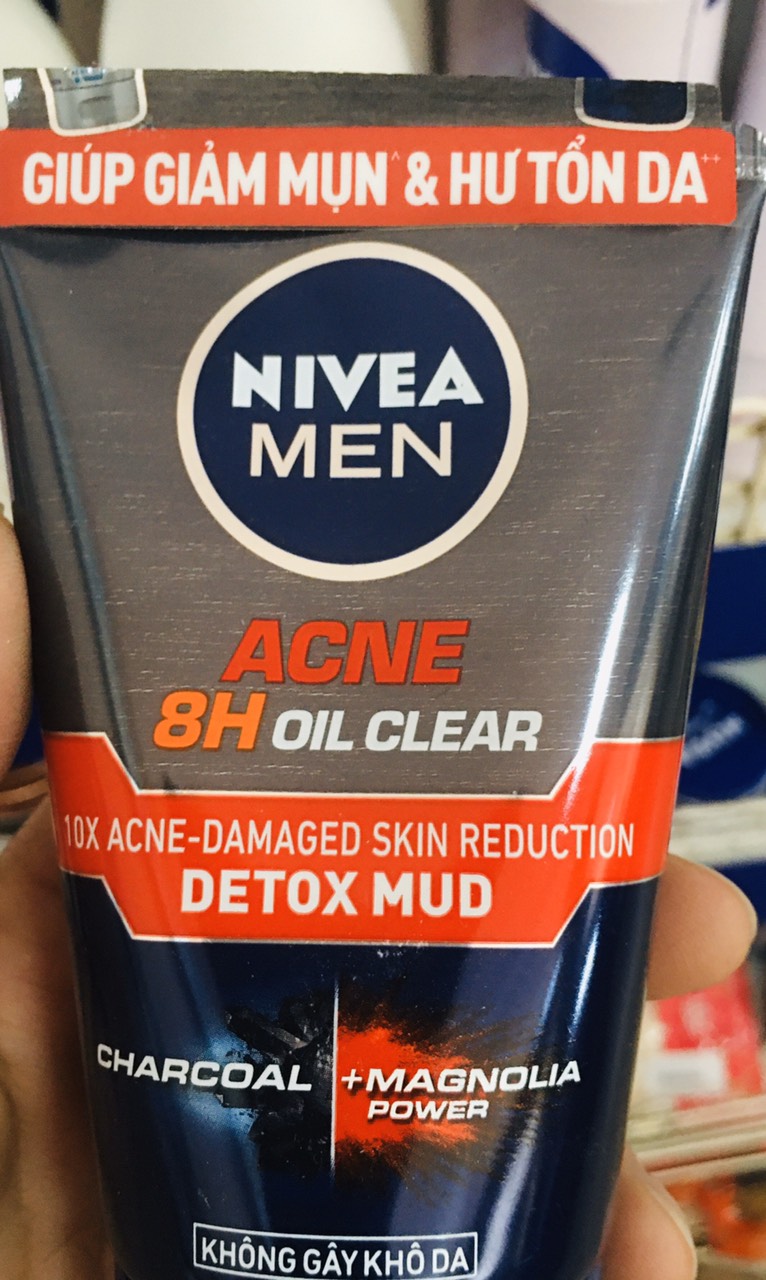 GIÚP GIẢM MỤN^ & HƯ TỔN DA++
NIVEA
MEN
ACNE
8H OIL CLEAR
10X ACNE-DAMAGED SKIN REDUCTION
DETOX MUD
CHARCOAL +MAGNOLIA
POWER
KHÔNG GÂY KHÔ DA